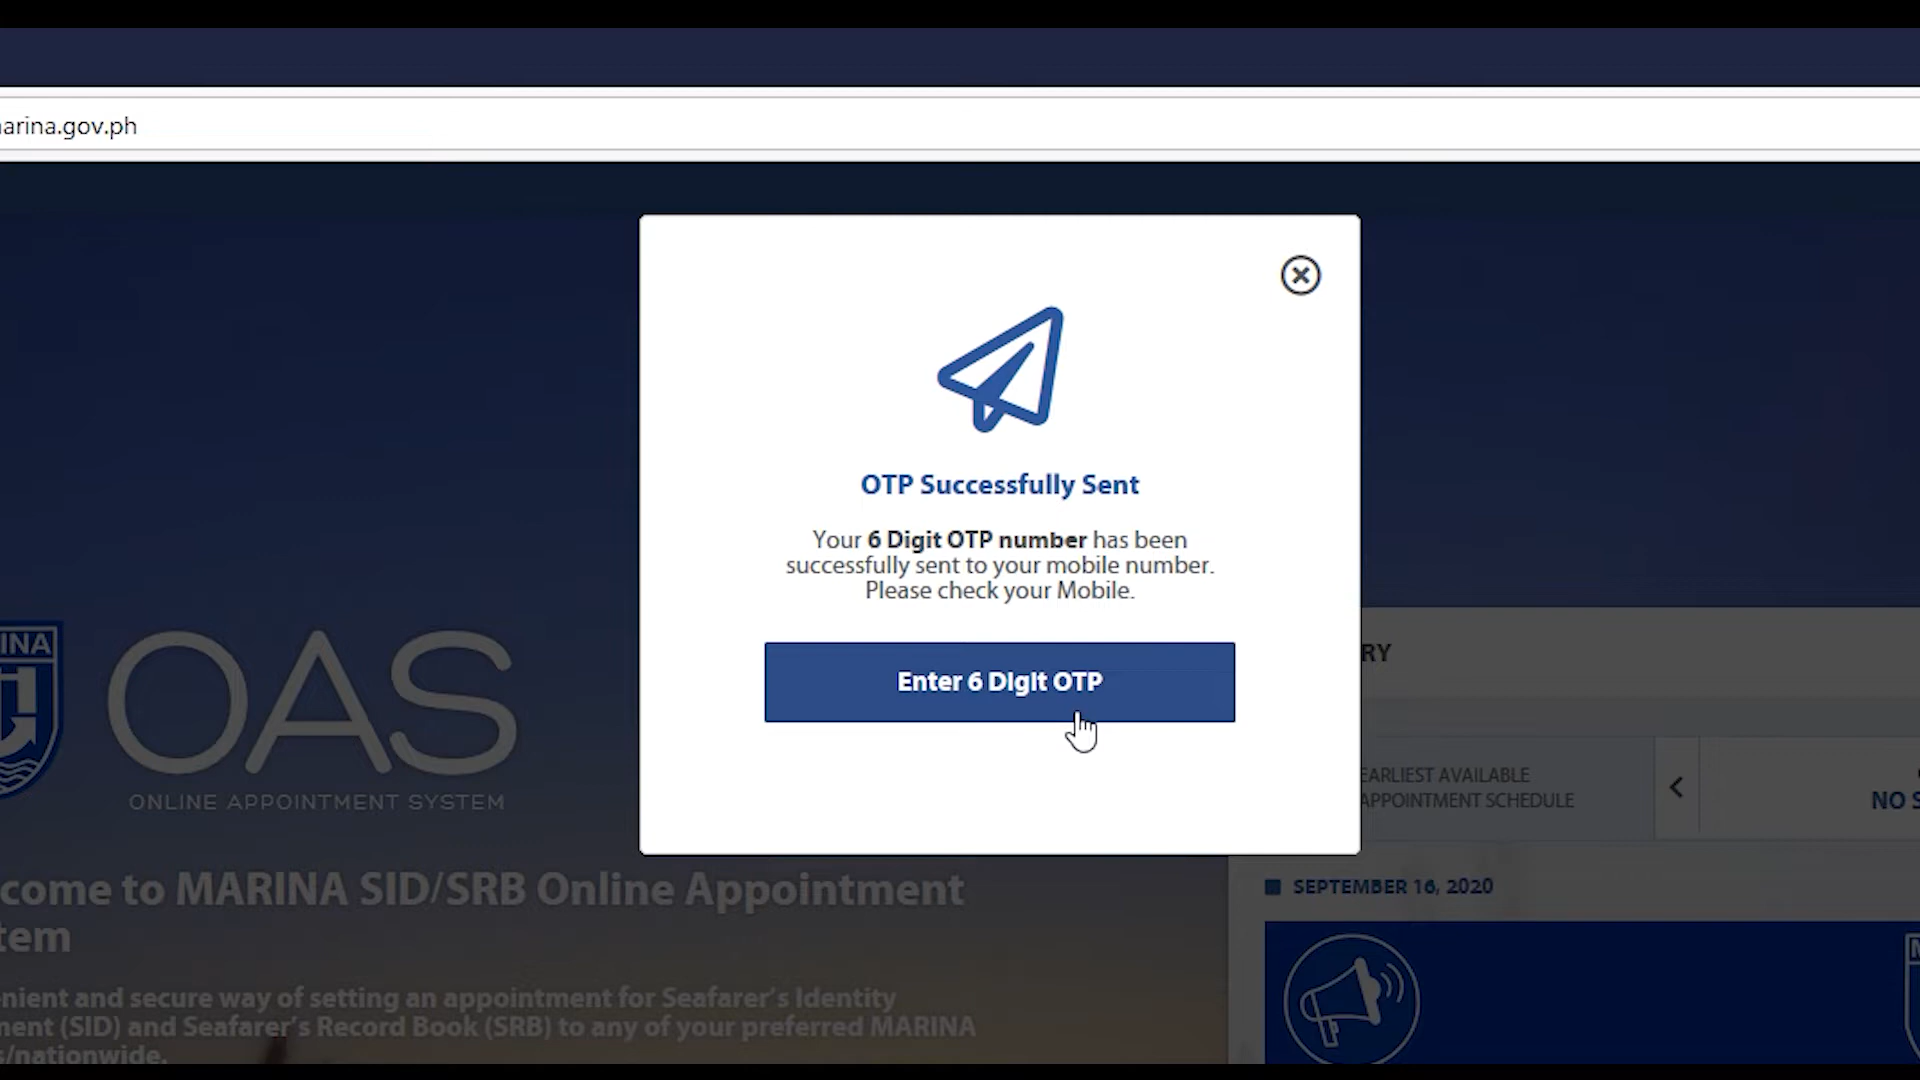 arina.gov.ph
OTP Successfully Sent
Your 6 Digit OTP number has been
successfully sent to your mobile number.
Please check your Mobile.
Enter 6 Digit OTP
INA
OAS
ONLINE APPOINTMENT SYSTEM
come to MARINA SID/SRB Online Appointment
tem
nient and secure way of setting an appointment for Seafarer's Identity
ment (SID) and Seafarer's Record Book (SRB) to any of your preferred MARINA
s/nationwide.
RY
EARLIEST AVAILABLE
APPOINTMENT SCHEDULE
NO S
SEPTEMBER 16, 2020